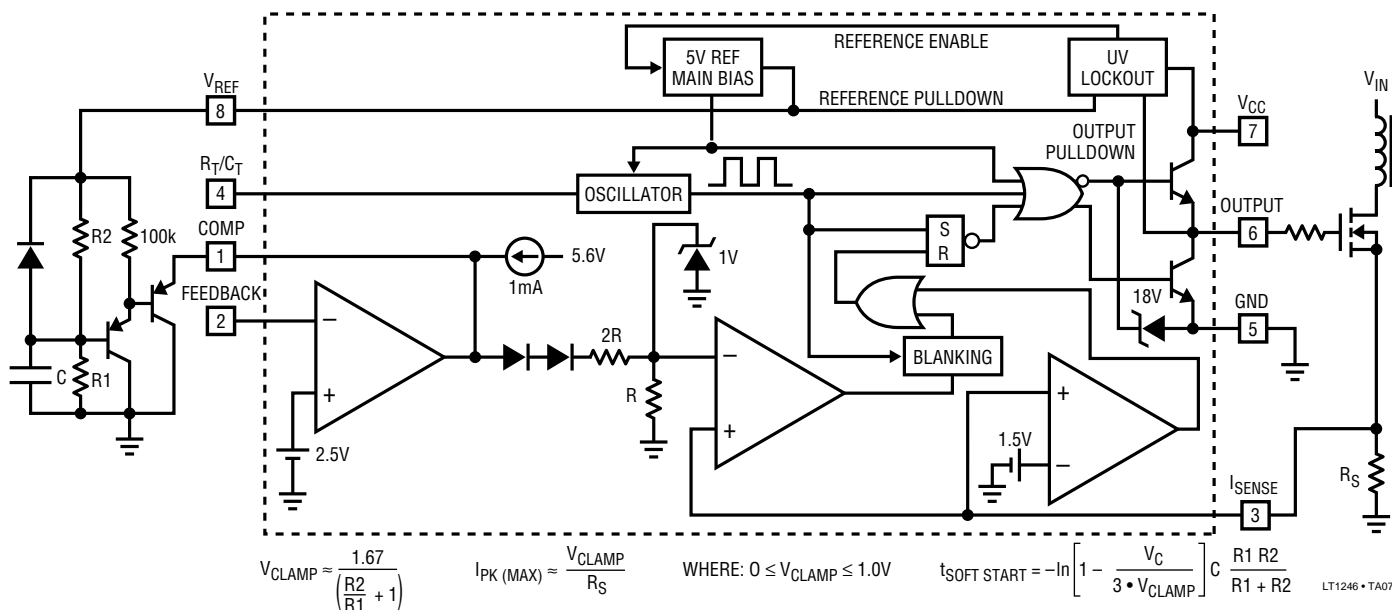 REFERENCE ENABLE
5V REF
MAIN BIAS
UV
LOCKOUT
V_REF
8
REFERENCE PULLDOWN
V_IN
V_CC
7
OUTPUT
PULLDOWN
R_T/C_T
4
OSCILLATOR
COMP
1
R2
100k
S
R
OUTPUT
6
5.6V
1mA
1V
FEEDBACK
2
18V
GND
5
–
+
2R
–
+
BLANKING
C
R1
R
2.5V
+
–
1.5V
I_SENSE
3
R_S
V_CLAMP ≈ 1.67 / (R2/R1 + 1)
I_PK (MAX) ≈ V_CLAMP / R_S
WHERE: O ≤ V_CLAMP ≤ 1.0V
t_SOFT START = –ln [1 - V_C / 3 • V_CLAMP] C R1 R2 / R1 + R2
LT1246 • TA07